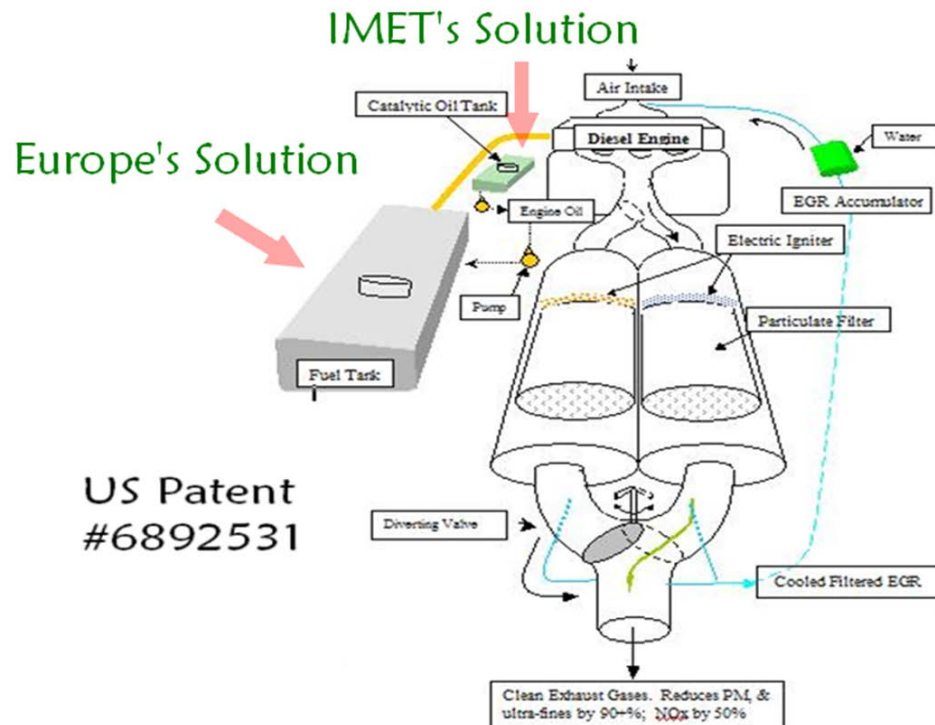 IMET's Solution
Air Intake
Catalytic Oil Tank
Diesel Engine
Water
Europe's Solution
EGR Accumulator
Engine Oil
Electric Igniter
Pump
Particulate Filter
Fuel Tank
US Patent
#6892531
Diverting Valve
Cooled Filtered EGR
Clean Exhaust Gases. Reduces PM, &
ultra-fines by 90+%; NOx by 50%